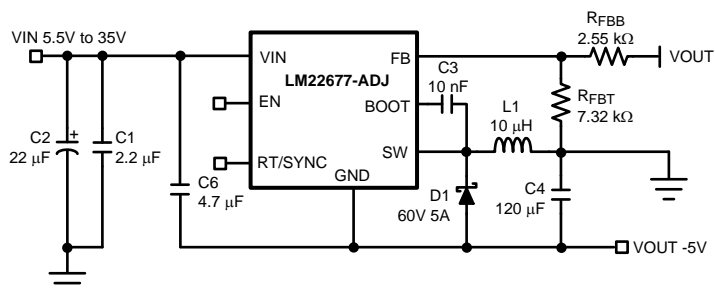 VIN 5.5V to 35V
VIN
FB
RFBB
2.55 kΩ
VOUT
LM22677-ADJ
C3
10 nF
EN
BOOT
L1
10 μH
RFBT
7.32 kΩ
C2
22 μF
+
C1
2.2 μF
RT/SYNC
SW
GND
C6
4.7 μF
D1
60V 5A
C4
120 μF
VOUT -5V